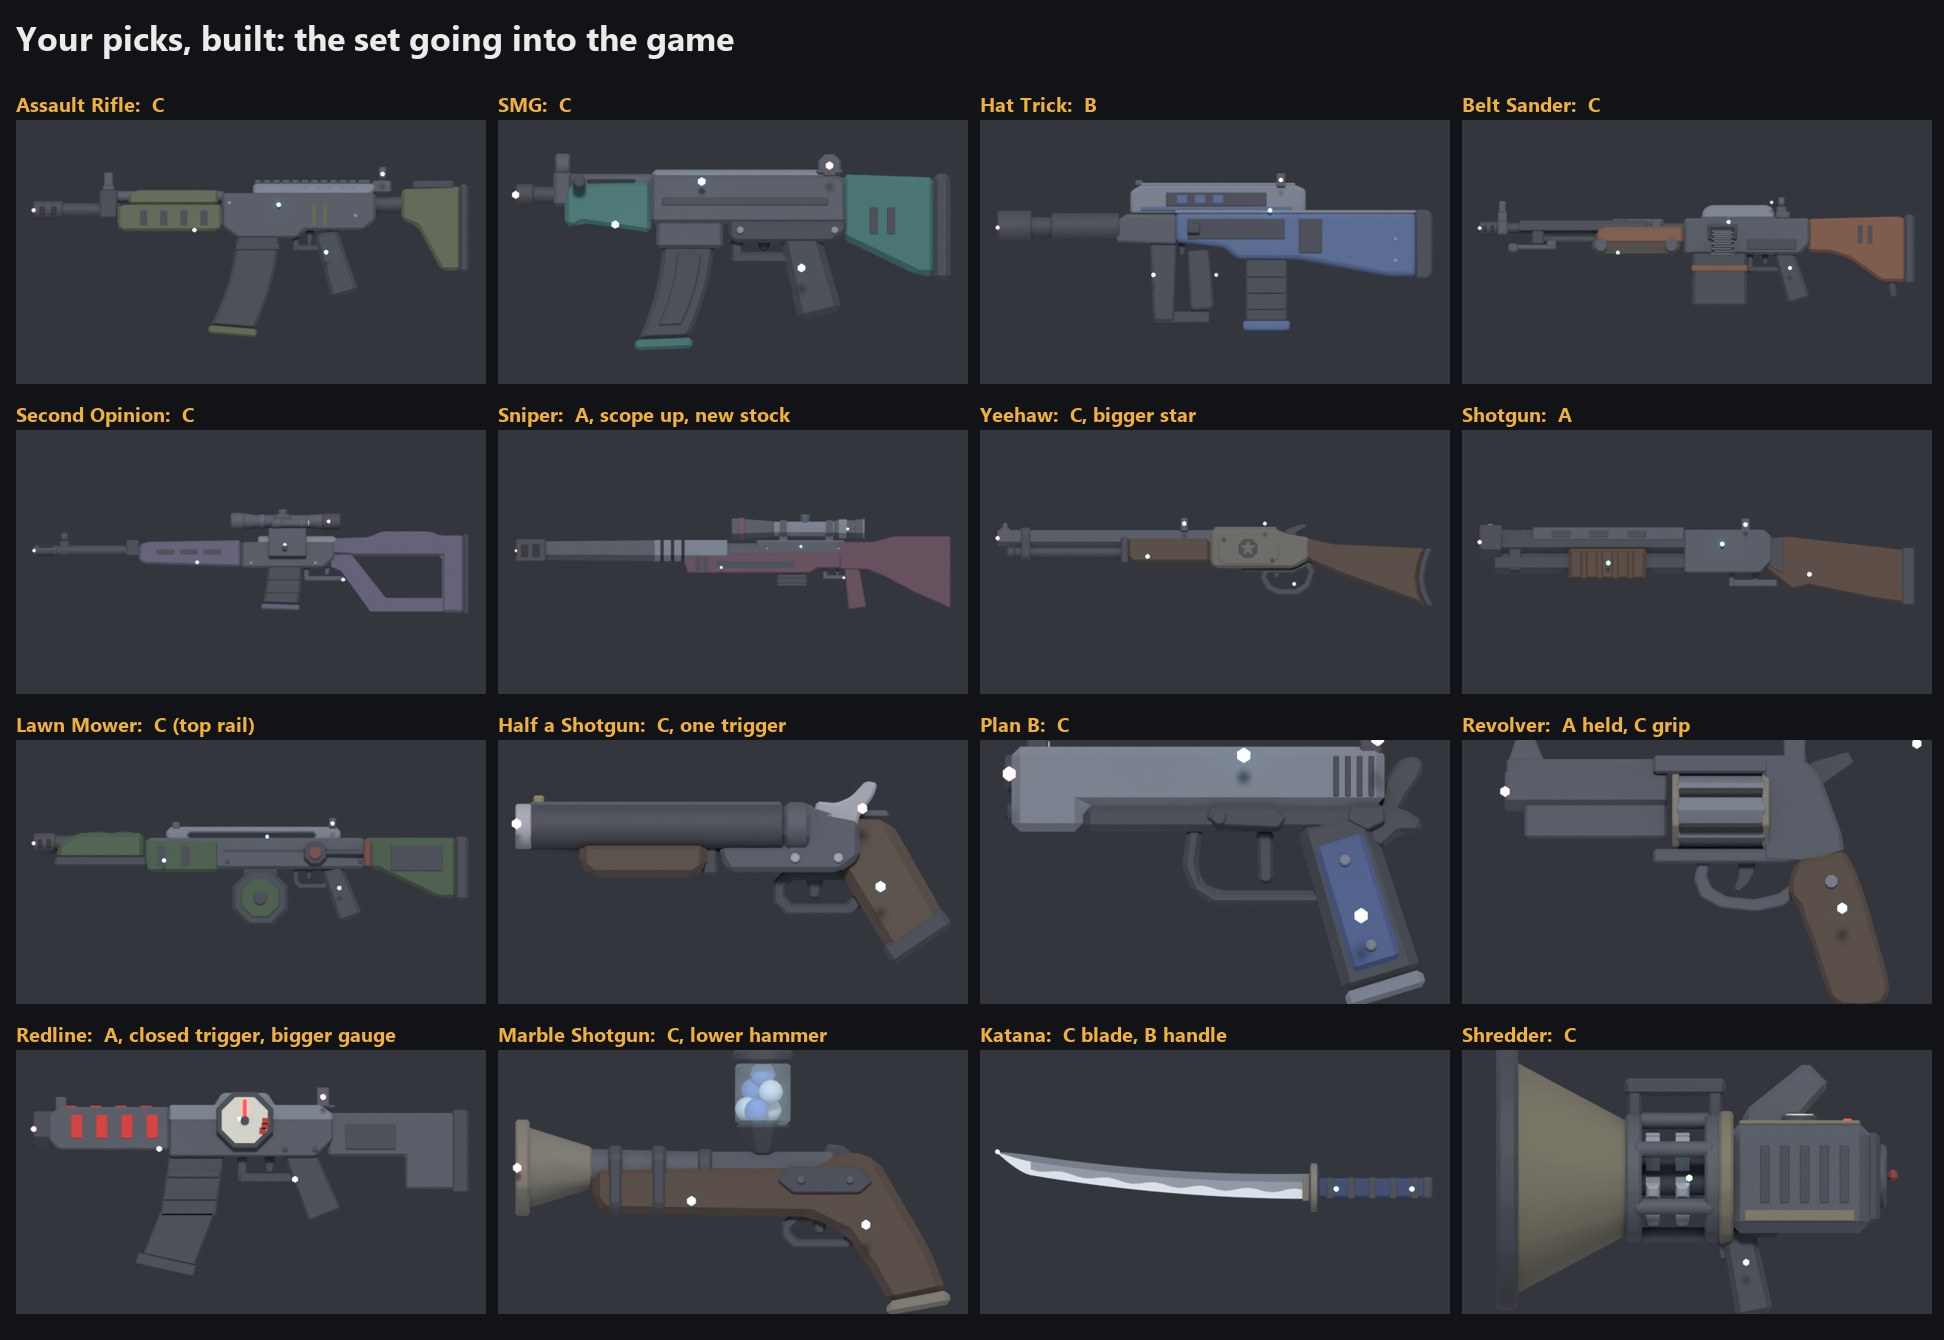 Your picks, built: the set going into the game
Assault Rifle: C
SMG: C
Hat Trick: B
Belt Sander: C
Second Opinion: C
Sniper: A, scope up, new stock
Yeehaw: C, bigger star
Shotgun: A
Lawn Mower: C (top rail)
Half a Shotgun: C, one trigger
Plan B: C
Revolver: A held, C grip
Redline: A, closed trigger, bigger gauge
Marble Shotgun: C, lower hammer
Katana: C blade, B handle
Shredder: C